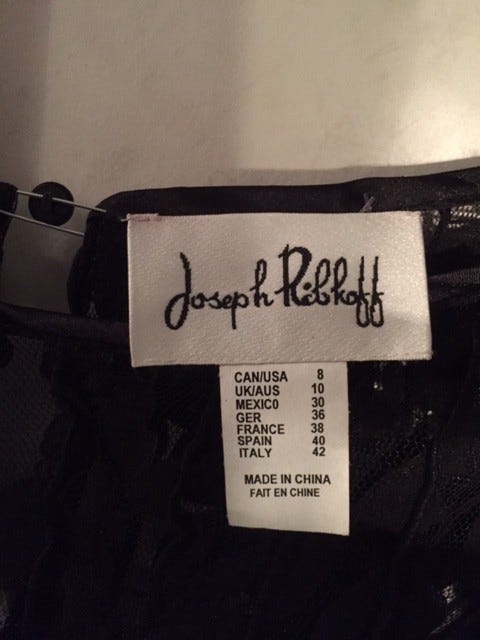 Joseph Ribkoff
CAN/USA 8
UK/AUS 10
MEXICO 30
GER 36
FRANCE 38
SPAIN 40
ITALY 42
MADE IN CHINA
FAIT EN CHINE